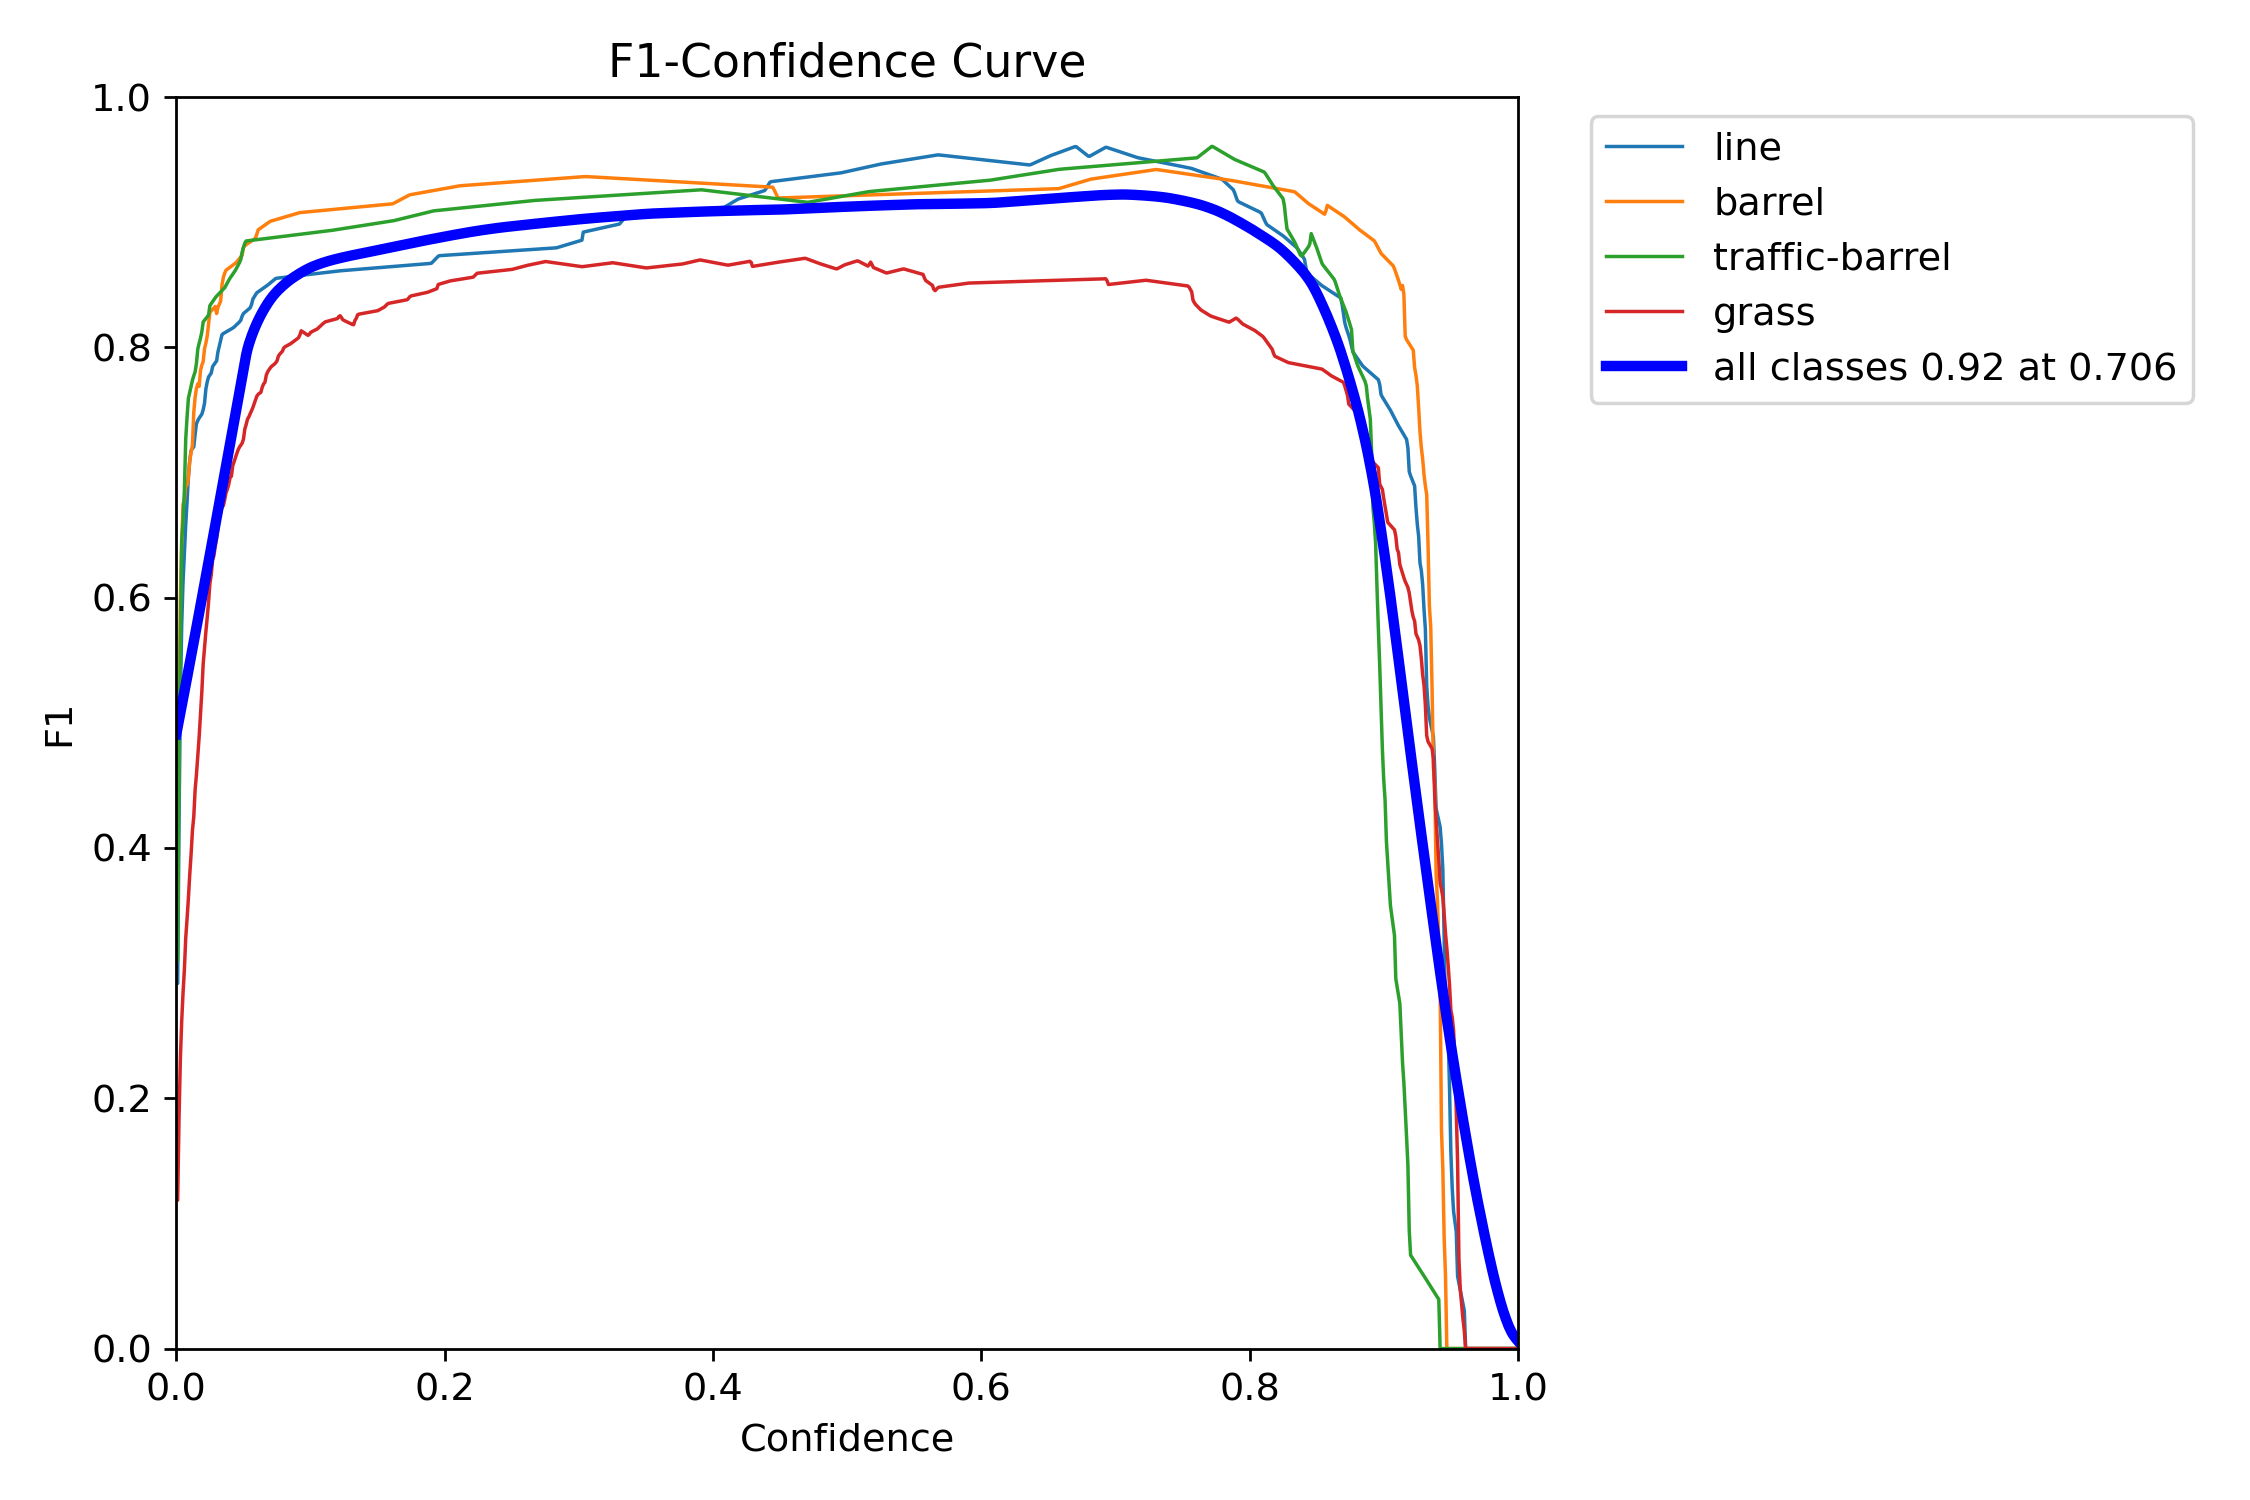 F1-Confidence Curve
1.0
0.8
0.6
0.4
0.2
0.0
F1
0.0 0.2 0.4 0.6 0.8 1.0
Confidence
line
barrel
traffic-barrel
grass
all classes 0.92 at 0.706